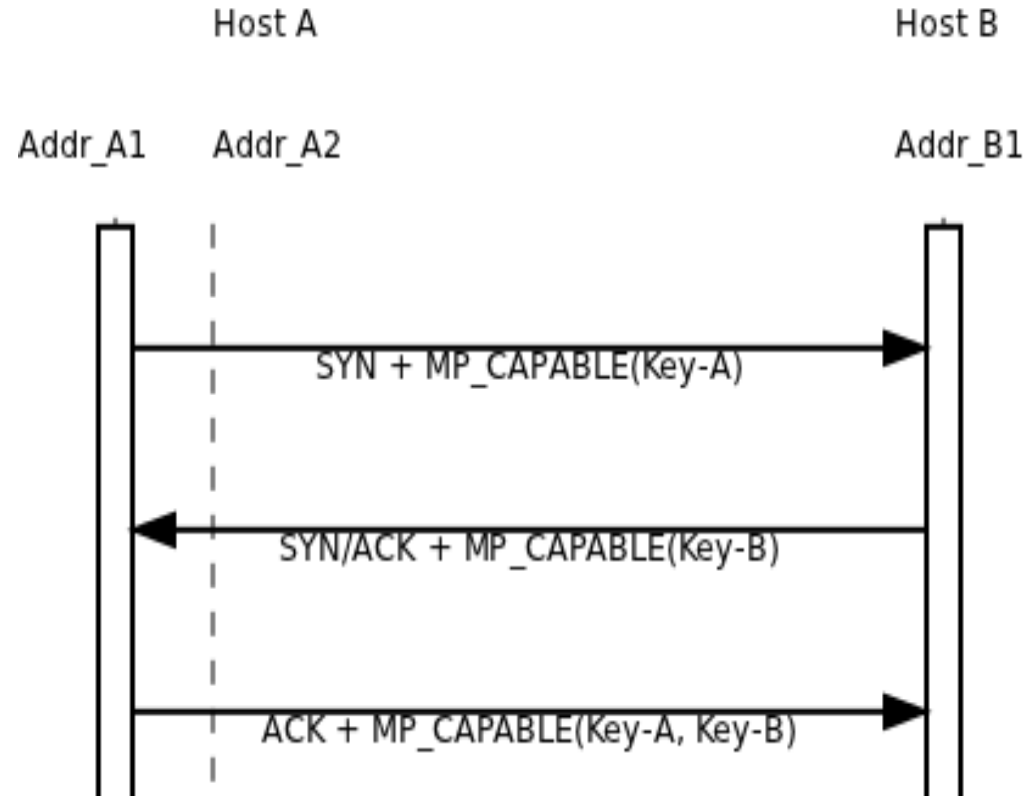 Host A Host B
Addr_A1 Addr_A2 Addr_B1
SYN + MP_CAPABLE(Key-A)
SYN/ACK + MP_CAPABLE(Key-B)
ACK + MP_CAPABLE(Key-A, Key-B)